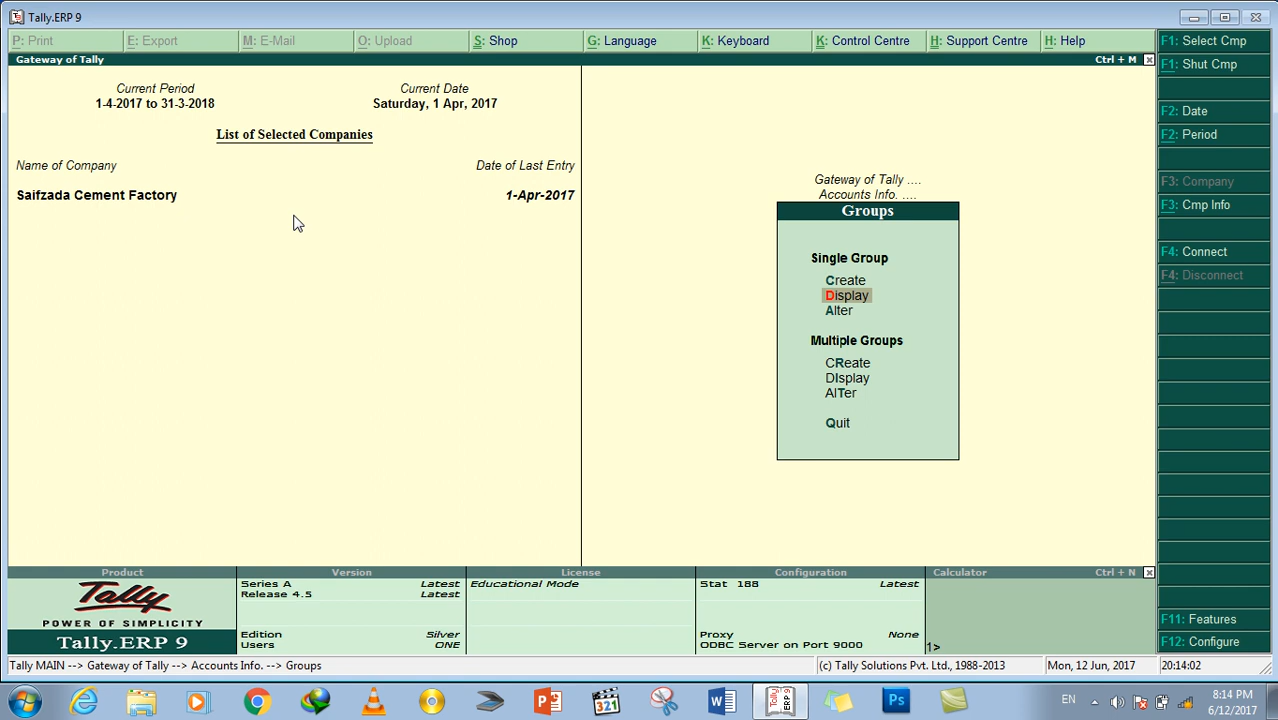 Tally.ERP 9
P: Print
E: Export
M: E-Mail
O: Upload
S: Shop
G: Language
K: Keyboard
K: Control Centre
H: Support Centre
H: Help
F1: Select Cmp
F1: Shut Cmp
F2: Date
F2: Period
F3: Company
F3: Cmp Info
F4: Connect
F4: Disconnect
F11: Features
F12: Configure
Gateway of Tally
Ctrl + M
Current Period
1-4-2017 to 31-3-2018
Current Date
Saturday, 1 Apr, 2017
List of Selected Companies
Name of Company
Date of Last Entry
Saifzada Cement Factory
1-Apr-2017
Gateway of Tally ....
Accounts Info. ....
Groups
Single Group
Create
Display
Alter
Multiple Groups
CReate
DIsplay
AlTer
Quit
Product
Tally
POWER OF SIMPLICITY
Tally.ERP 9
Version
Series A Latest
Release 4.5 Latest
Edition Silver
Users ONE
License
Educational Mode
Configuration
Stat 188 Latest
Proxy None
ODBC Server on Port 9000
Calculator
Ctrl + N
1>
Tally MAIN --> Gateway of Tally --> Accounts Info. --> Groups
(c) Tally Solutions Pvt. Ltd., 1988-2013
Mon, 12 Jun, 2017
20:14:02
321
EN
8:14 PM
6/12/2017